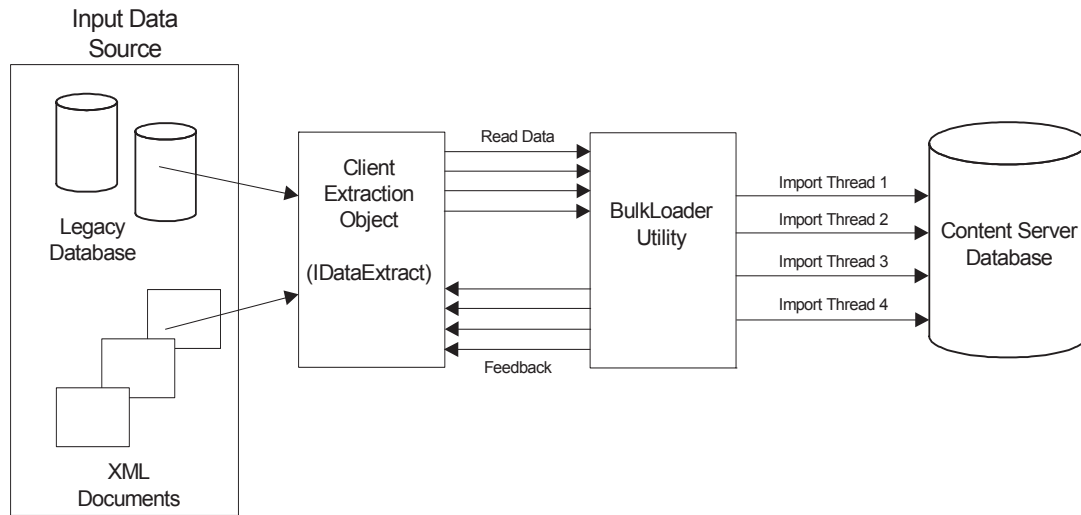 Input Data
Source
Legacy
Database
XML
Documents
Client
Extraction
Object
(IDataExtract)
Read Data
Feedback
BulkLoader
Utility
Import Thread 1
Import Thread 2
Import Thread 3
Import Thread 4
Content Server
Database